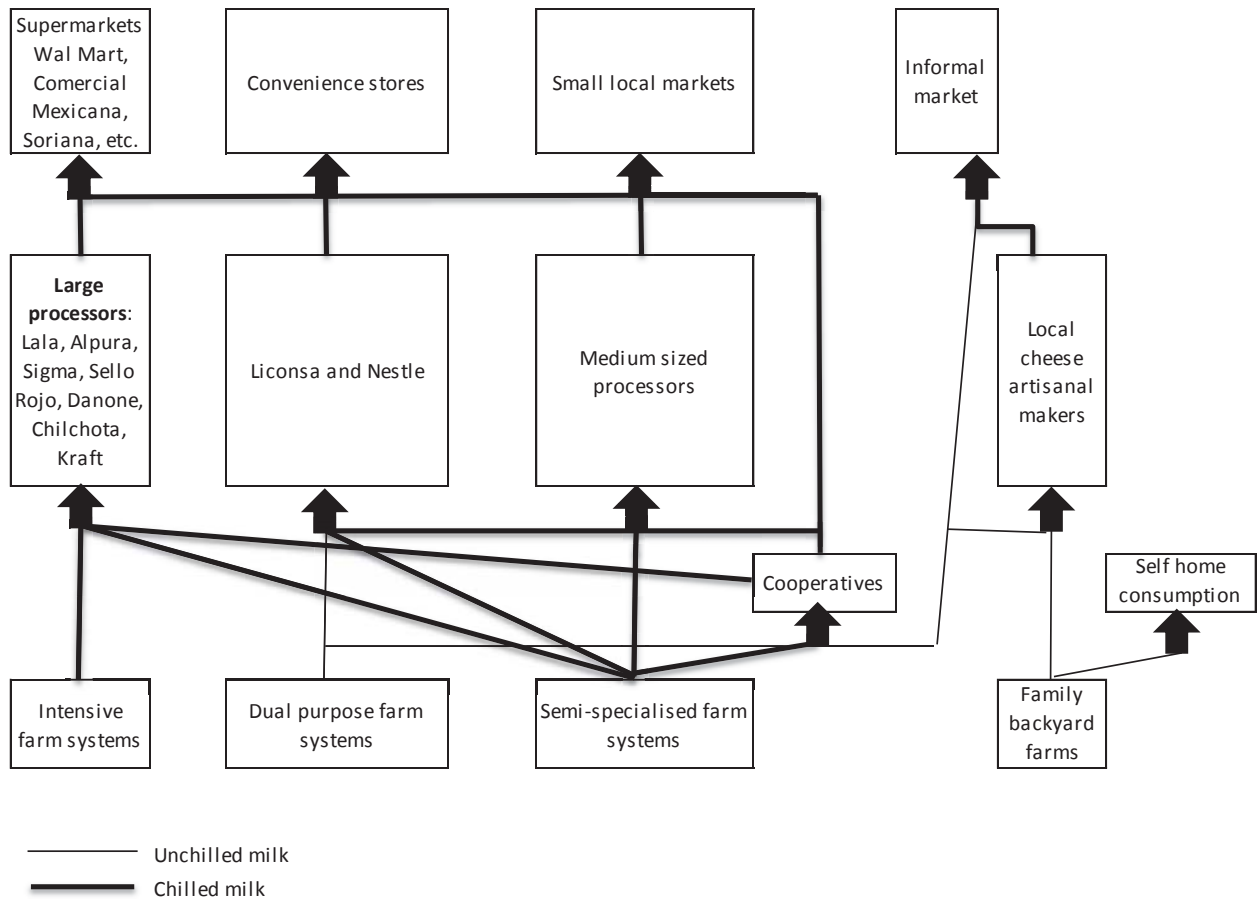 Supermarkets
Wal Mart,
Comercial
Mexicana,
Soriana, etc.
Convenience stores
Small local markets
Informal
market
Large
processors:
Lala, Alpura,
Sigma, Sello
Rojo, Danone,
Chilchota,
Kraft
Liconsa and Nestle
Medium sized
processors
Local
cheese
artisanal
makers
Cooperatives
Self home
consumption
Intensive
farm systems
Dual purpose farm
systems
Semi-specialised farm
systems
Family
backyard
farms
Unchilled milk
Chilled milk